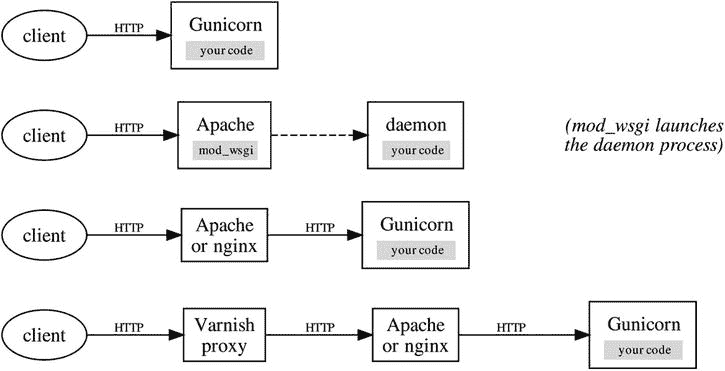 client
HTTP
Gunicorn
your code
client
HTTP
Apache
mod_wsgi
daemon
your code
(mod_wsgi launches
the daemon process)
client
HTTP
Apache
or nginx
HTTP
Gunicorn
your code
client
HTTP
Varnish
proxy
HTTP
Apache
or nginx
HTTP
Gunicorn
your code